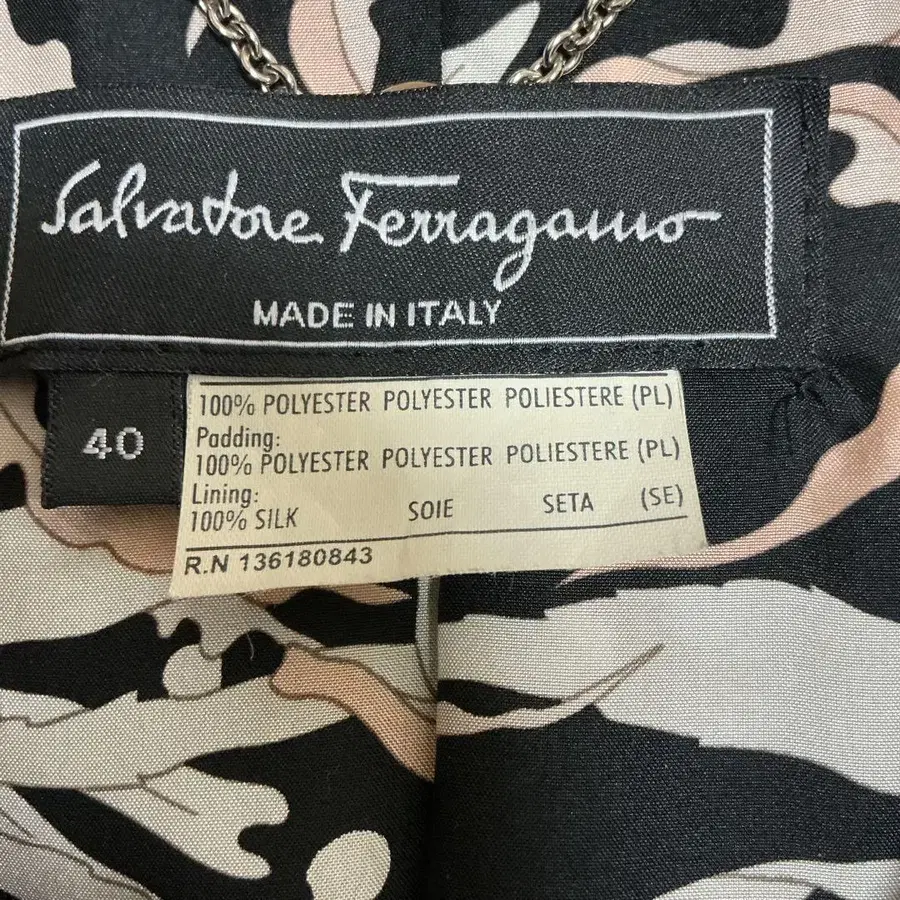 Salvatore Ferragamo
MADE IN ITALY
40
100% POLYESTER POLYESTER POLIESTERE (PL)
Padding:
100% POLYESTER POLYESTER POLIESTERE (PL)
Lining:
100% SILK SOIE SETA (SE)
R.N 136180843